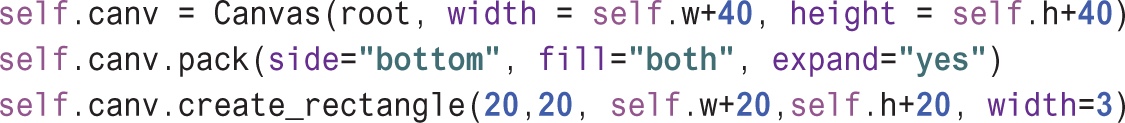 self.canv = Canvas(root, width = self.w+40, height = self.h+40)
self.canv.pack(side="bottom", fill="both", expand="yes")
self.canv.create_rectangle(20,20, self.w+20,self.h+20, width=3)